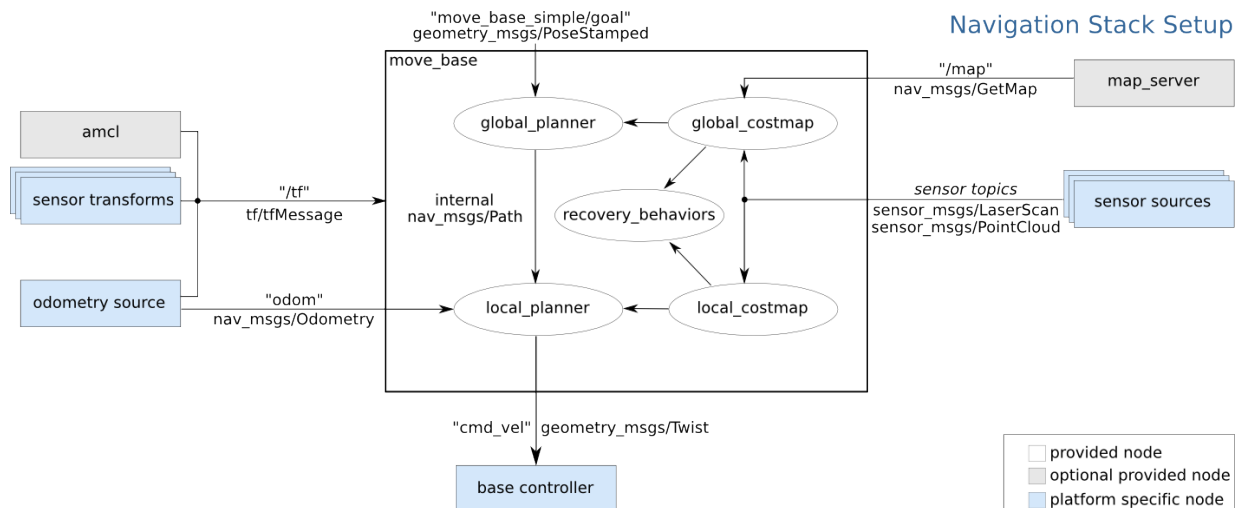 "move_base_simple/goal"
geometry_msgs/PoseStamped
Navigation Stack Setup
move_base
"/map"
nav_msgs/GetMap
map_server
global_planner
global_costmap
amcl
sensor transforms
"/tf"
tf/tfMessage
internal
nav_msgs/Path
recovery_behaviors
sensor topics
sensor_msgs/LaserScan
sensor_msgs/PointCloud
sensor sources
odometry source
"odom"
nav_msgs/Odometry
local_planner
local_costmap
"cmd_vel" geometry_msgs/Twist
base controller
provided node
optional provided node
platform specific node